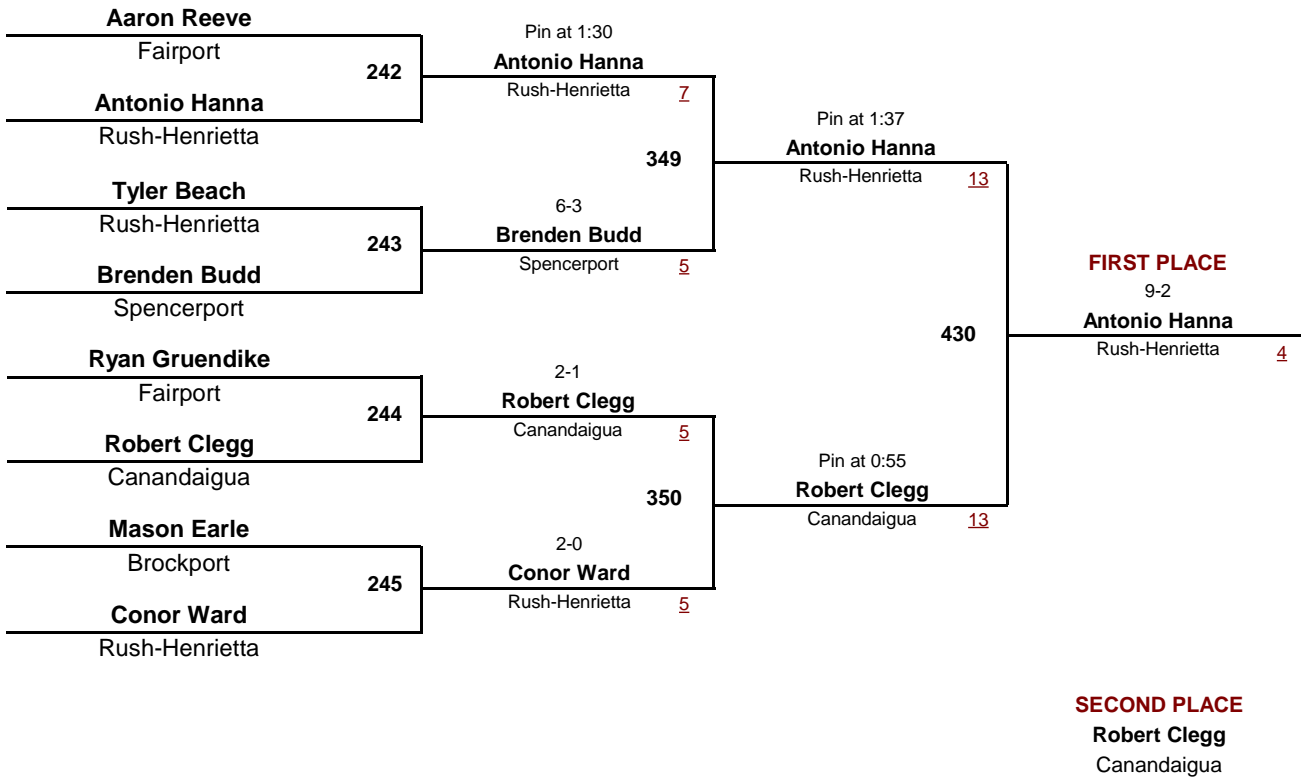 Aaron Reeve
Fairport
242
Antonio Hanna
Rush-Henrietta
Tyler Beach
Rush-Henrietta
243
Brenden Budd
Spencerport
Ryan Gruendike
Fairport
244
Robert Clegg
Canandaigua
Mason Earle
Brockport
245
Conor Ward
Rush-Henrietta
Pin at 1:30
Antonio Hanna
Rush-Henrietta 7
349
6-3
Brenden Budd
Spencerport 5
2-1
Robert Clegg
Canandaigua 5
350
2-0
Conor Ward
Rush-Henrietta 5
Pin at 1:37
Antonio Hanna
Rush-Henrietta 13
430
Pin at 0:55
Robert Clegg
Canandaigua 13
FIRST PLACE
9-2
Antonio Hanna
Rush-Henrietta 4
SECOND PLACE
Robert Clegg
Canandaigua